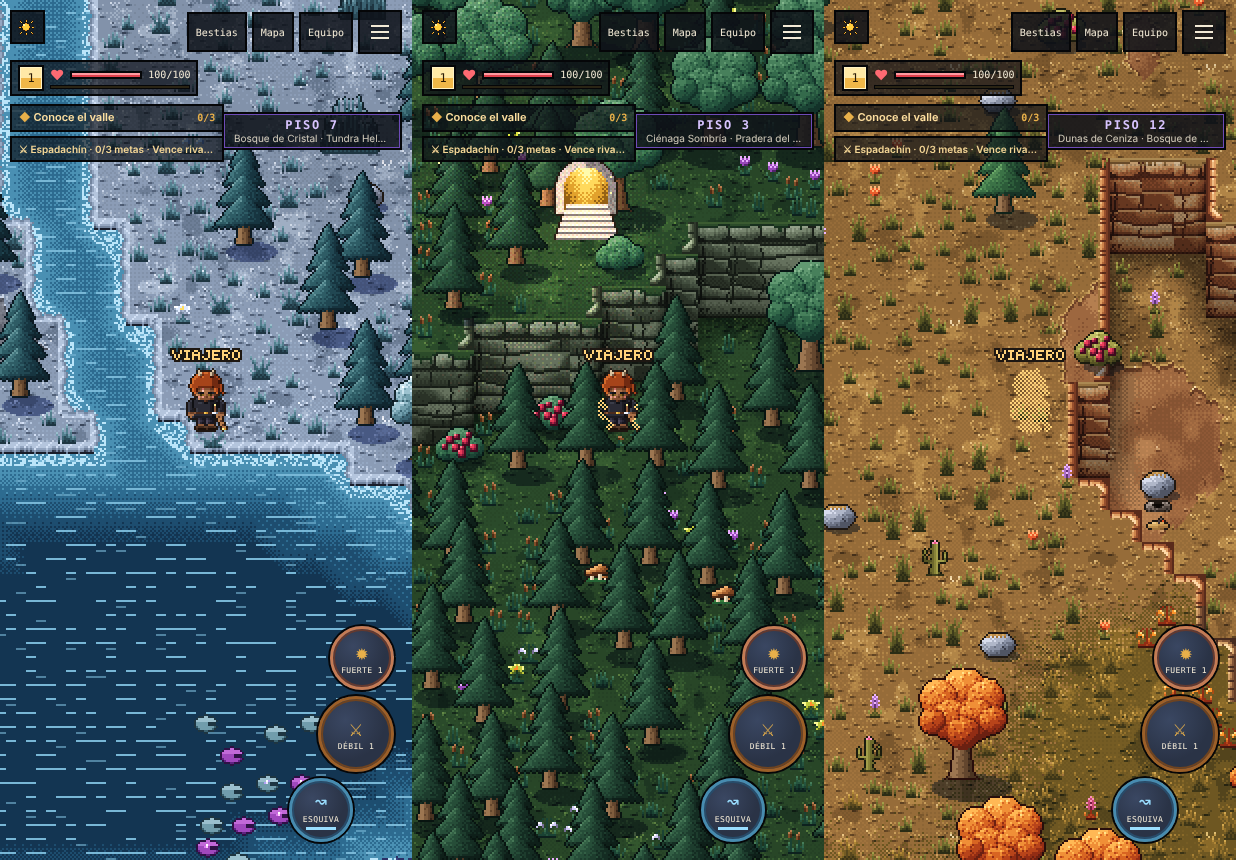 Bestias
Mapa
Equipo
1
100/100
Conoce el valle
0/3
PISO 7
Bosque de Cristal · Tundra Hel...
Espadachín · 0/3 metas · Vence riva...
VIAJERO
FUERTE 1
DÉBIL 1
ESQUIVA
Bestias
Mapa
Equipo
1
100/100
Conoce el valle
0/3
PISO 3
Ciénaga Sombría · Pradera del ...
Espadachín · 0/3 metas · Vence riva...
VIAJERO
FUERTE 1
DÉBIL 1
ESQUIVA
Bestias
Mapa
Equipo
1
100/100
Conoce el valle
0/3
PISO 12
Dunas de Ceniza · Bosque de ...
Espadachín · 0/3 metas · Vence riva...
VIAJERO
FUERTE 1
DÉBIL 1
ESQUIVA